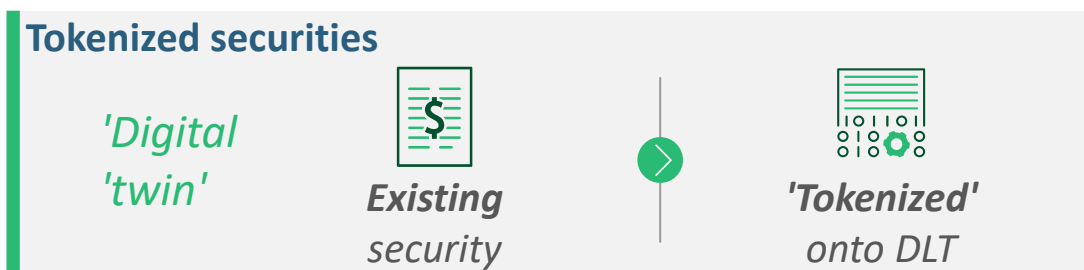 Tokenized securities
'Digital
'twin'
$
Existing
security
'Tokenized'
onto DLT